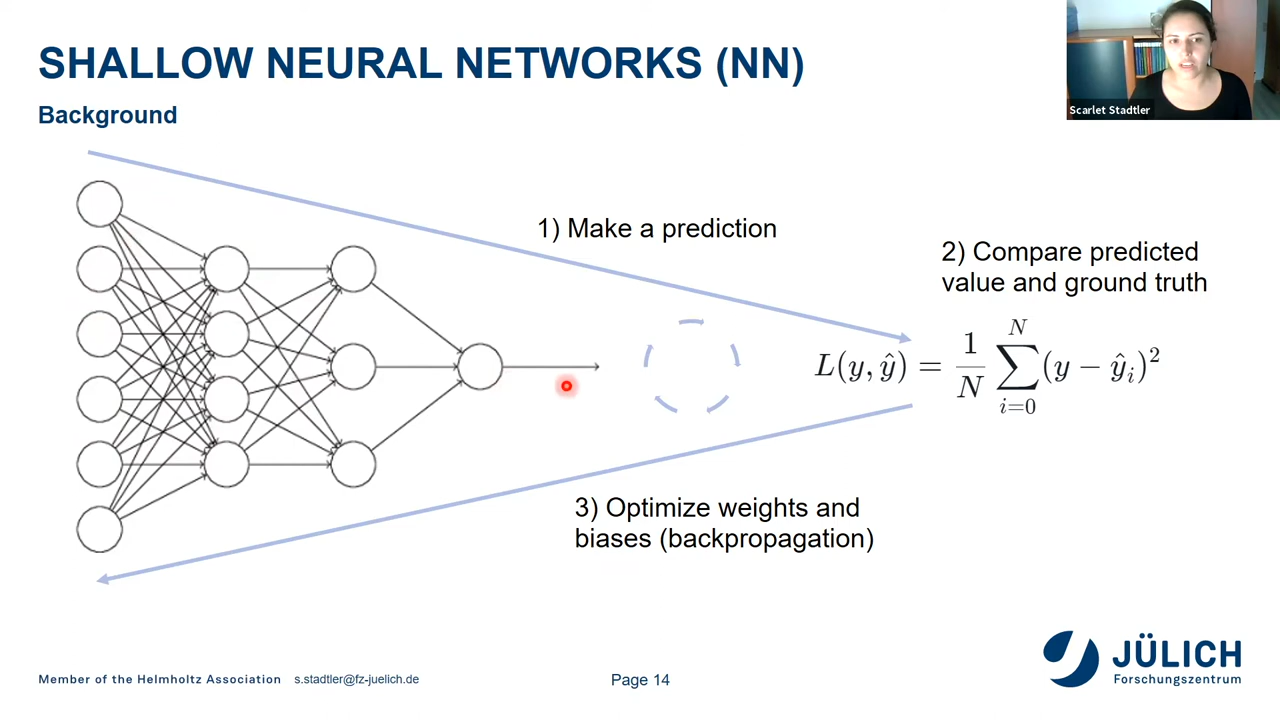 SHALLOW NEURAL NETWORKS (NN)
Background
Scarlet Stadtler
1) Make a prediction
2) Compare predicted
value and ground truth
L(y, ŷ) = 1/N ∑_{i=0}^{N} (y − ŷ_i)²
3) Optimize weights and
biases (backpropagation)
JÜLICH
Forschungszentrum
Member of the Helmholtz Association s.stadtler@fz-juelich.de
Page 14